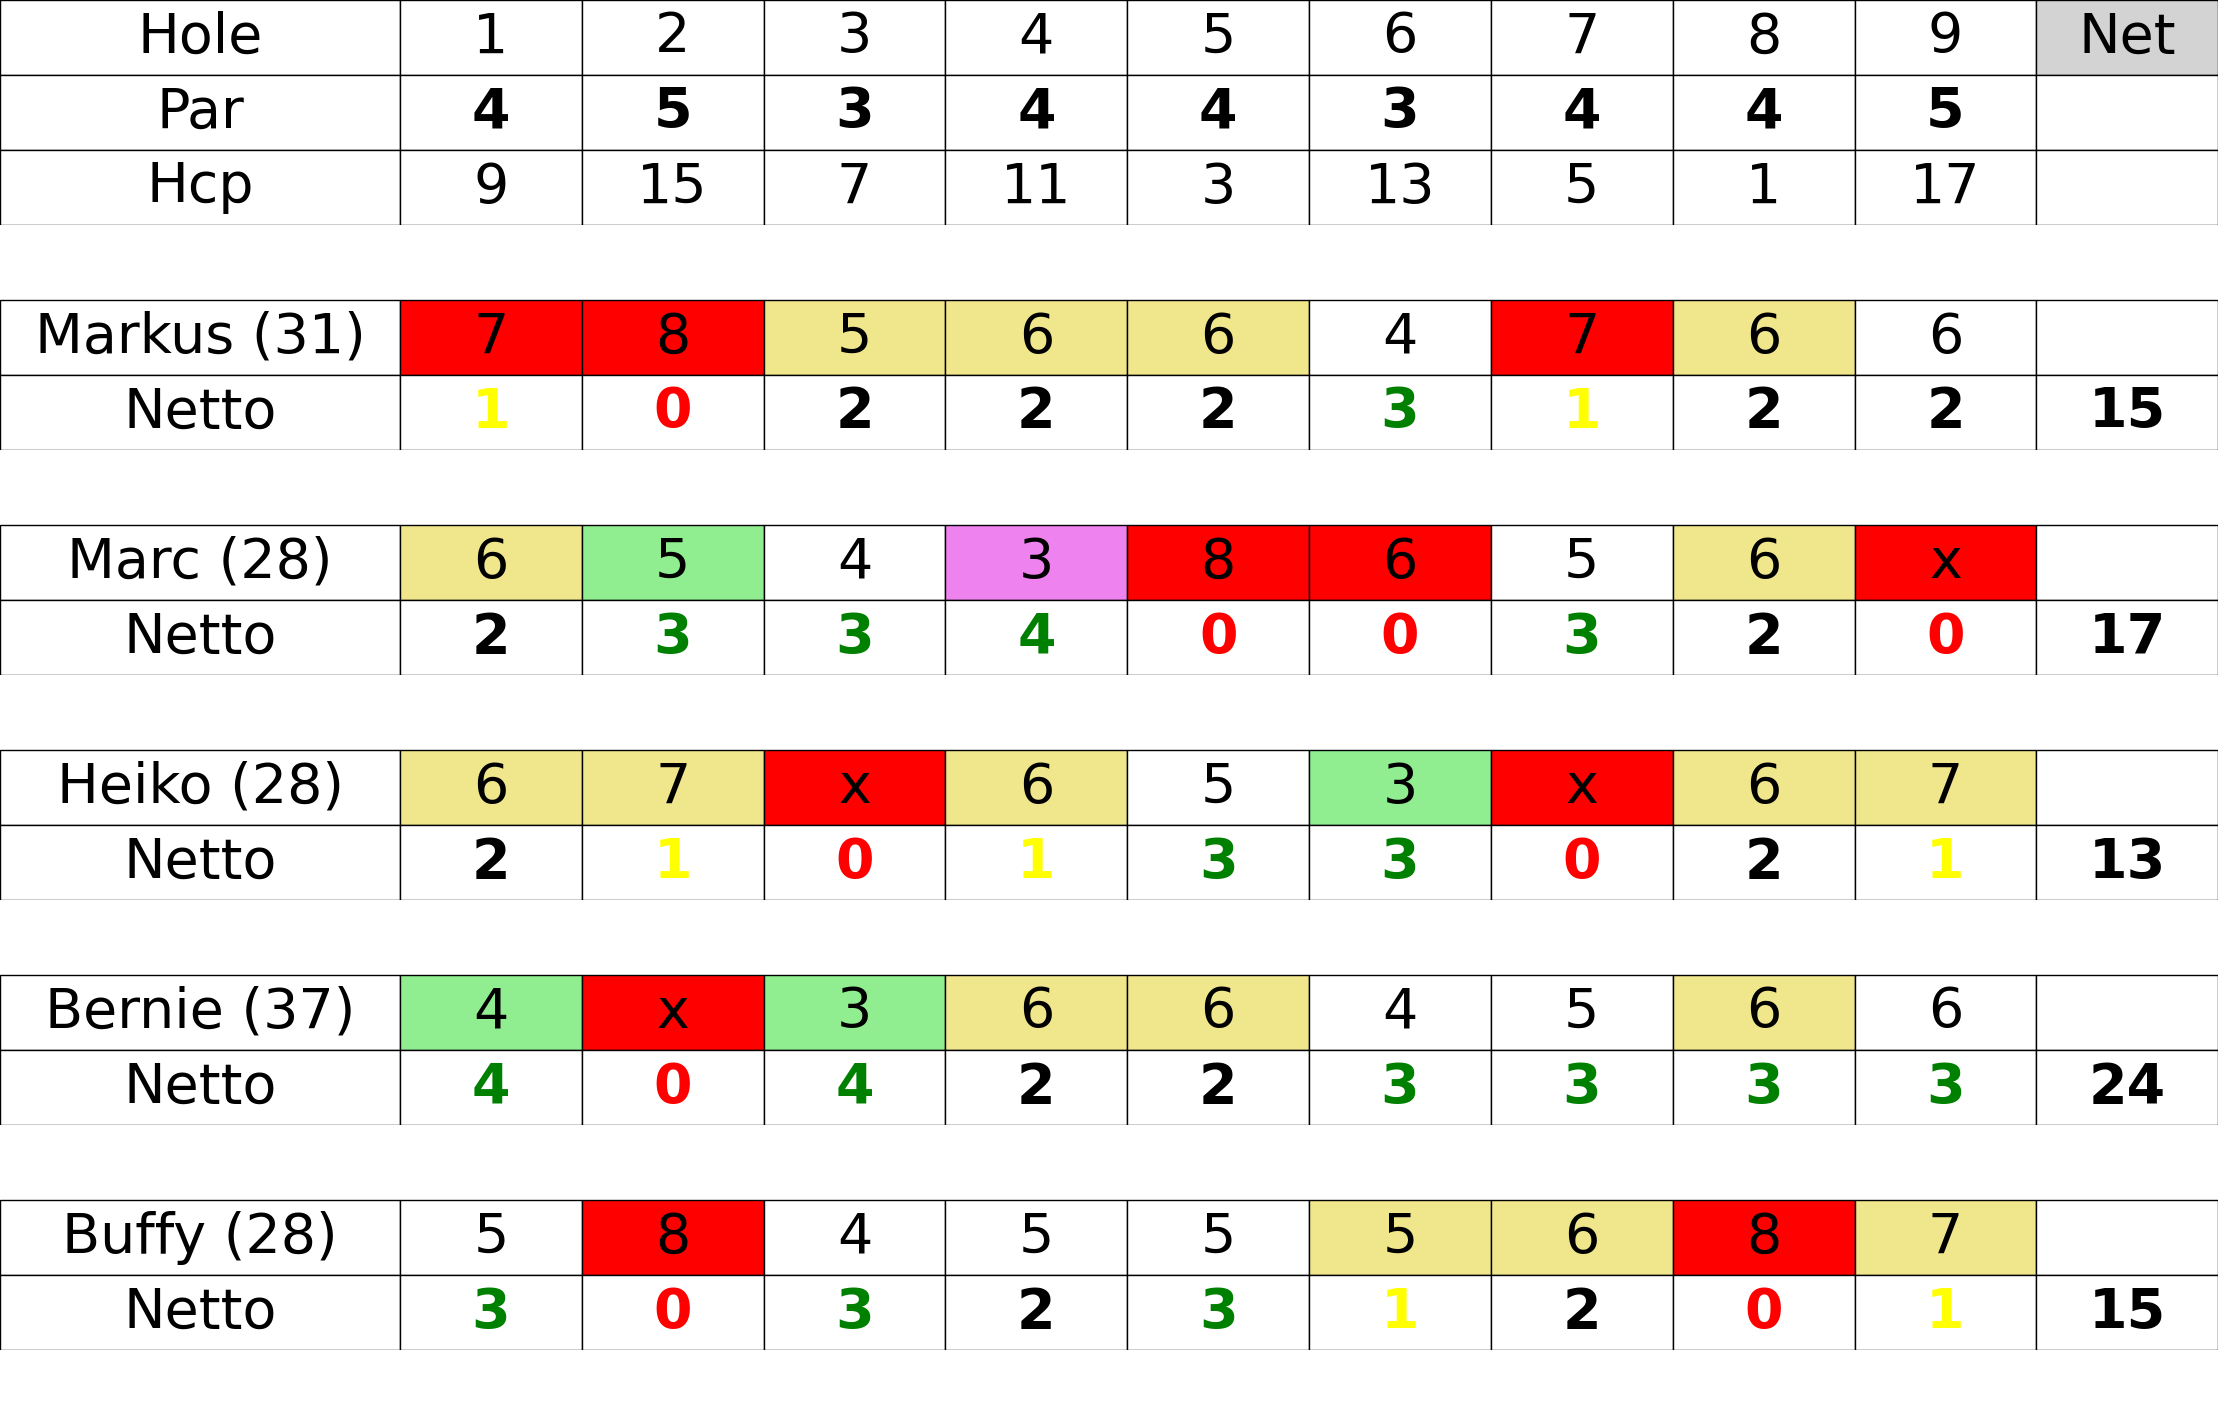 Hole 1 2 3 4 5 6 7 8 9 Net
Par 4 5 3 4 4 3 4 4 5
Hcp 9 15 7 11 3 13 5 1 17
Markus (31) 7 8 5 6 6 4 7 6 6
Netto 1 0 2 2 2 3 1 2 2 15
Marc (28) 6 5 4 3 8 6 5 6 x
Netto 2 3 3 4 0 0 3 2 0 17
Heiko (28) 6 7 x 6 5 3 x 6 7
Netto 2 1 0 1 3 3 0 2 1 13
Bernie (37) 4 x 3 6 6 4 5 6 6
Netto 4 0 4 2 2 3 3 3 3 24
Buffy (28) 5 8 4 5 5 5 6 8 7
Netto 3 0 3 2 3 1 2 0 1 15